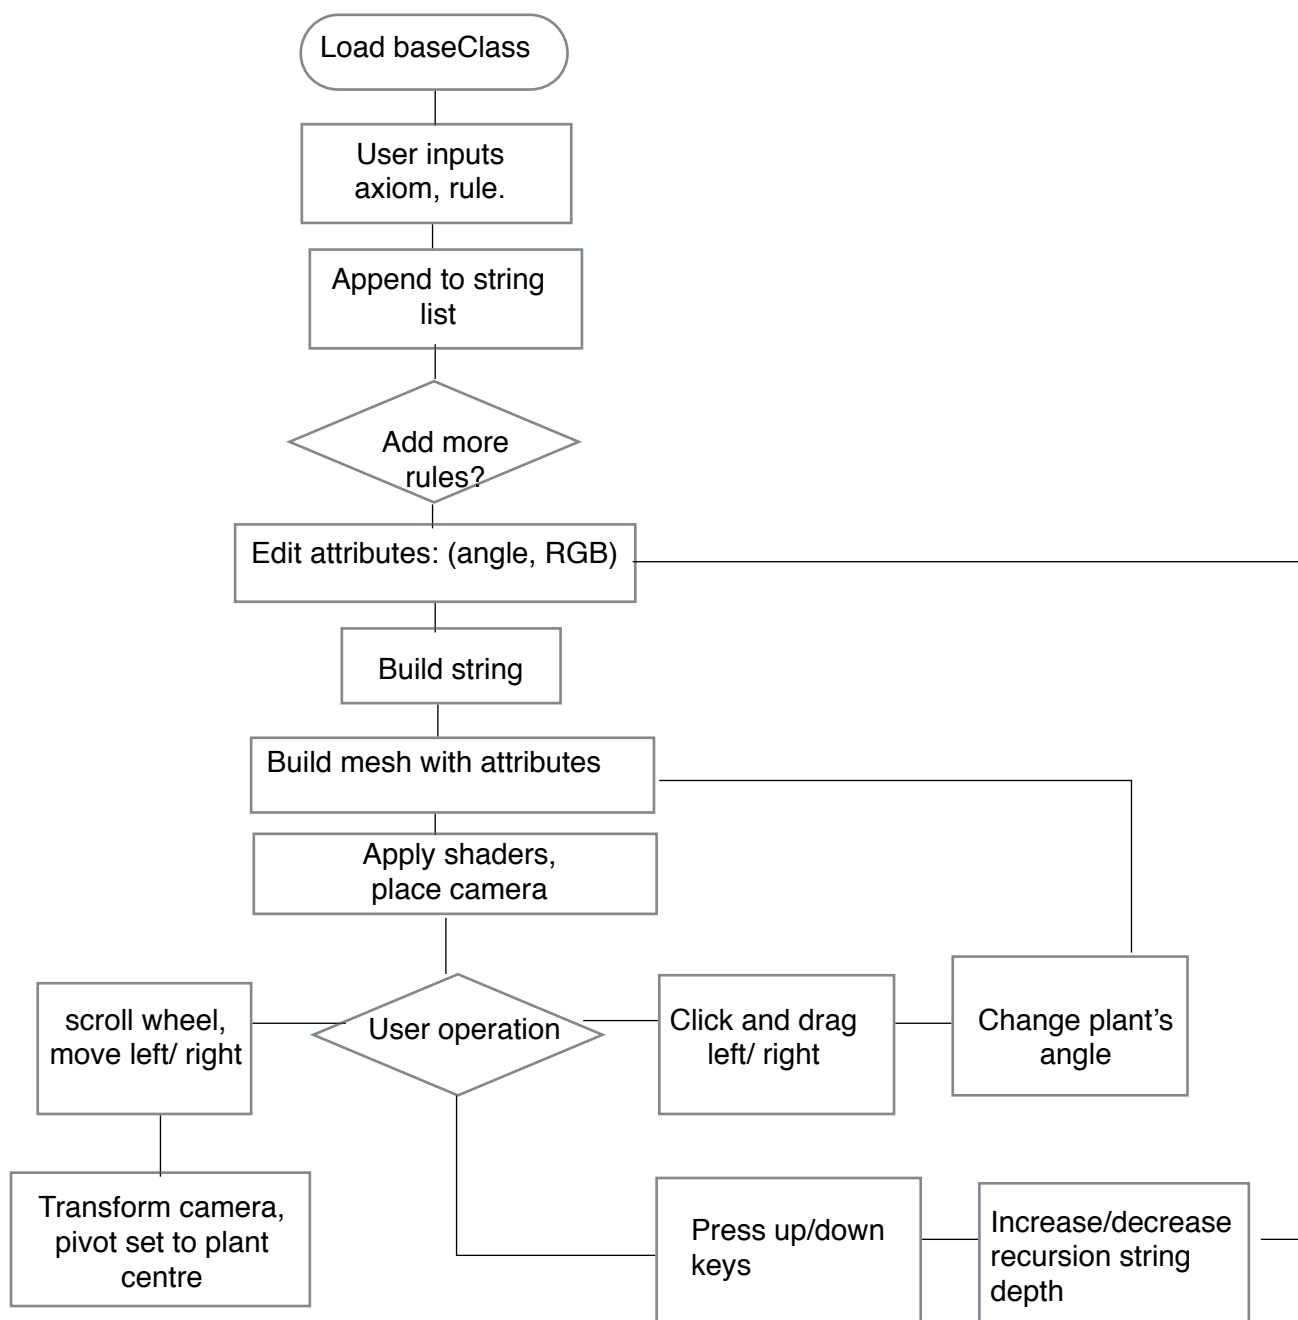 Load baseClass
User inputs
axiom, rule.
Append to string
list
Add more
rules?
Edit attributes: (angle, RGB)
Build string
Build mesh with attributes
Apply shaders,
place camera
scroll wheel,
move left/ right
User operation
Click and drag
left/ right
Change plant's
angle
Transform camera,
pivot set to plant
centre
Press up/down
keys
Increase/decrease
recursion string
depth